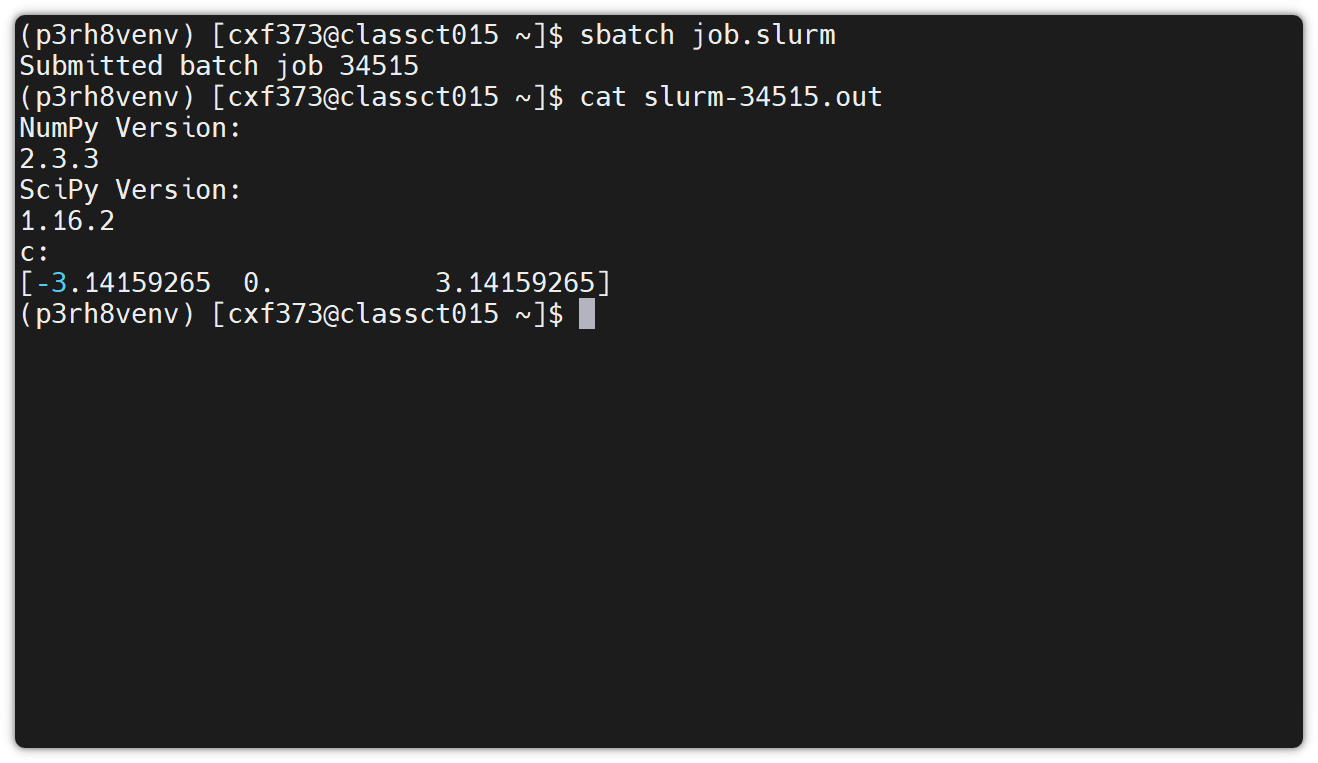 (p3rh8venv) [cxf373@classct015 ~]$ sbatch job.slurm
Submitted batch job 34515
(p3rh8venv) [cxf373@classct015 ~]$ cat slurm-34515.out
NumPy Version:
2.3.3
SciPy Version:
1.16.2
c:
[-3.14159265  0.          3.14159265]
(p3rh8venv) [cxf373@classct015 ~]$